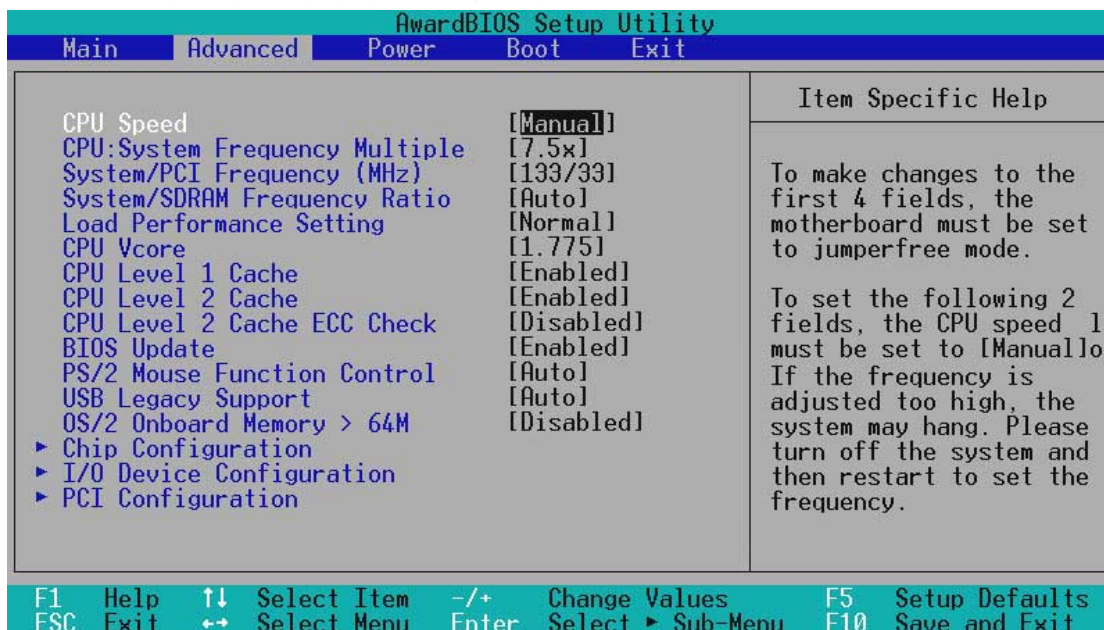 AwardBIOS Setup Utility
Main Advanced Power Boot Exit
CPU Speed [Manual]
CPU:System Frequency Multiple [7.5x]
System/PCI Frequency (MHz) [133/33]
System/SDRAM Frequency Ratio [Auto]
Load Performance Setting [Normal]
CPU Vcore [1.775]
CPU Level 1 Cache [Enabled]
CPU Level 2 Cache [Enabled]
CPU Level 2 Cache ECC Check [Disabled]
BIOS Update [Enabled]
PS/2 Mouse Function Control [Auto]
USB Legacy Support [Auto]
OS/2 Onboard Memory > 64M [Disabled]
► Chip Configuration
► I/O Device Configuration
► PCI Configuration
Item Specific Help
To make changes to the
first 4 fields, the
motherboard must be set
to jumperfree mode.
To set the following 2
fields, the CPU speed l
must be set to [Manual]o
If the frequency is
adjusted too high, the
system may hang. Please
turn off the system and
then restart to set the
frequency.
F1 Help ↑↓ Select Item -/+ Change Values F5 Setup Defaults
ESC Exit ←→ Select Menu Enter Select ► Sub-Menu F10 Save and Exit